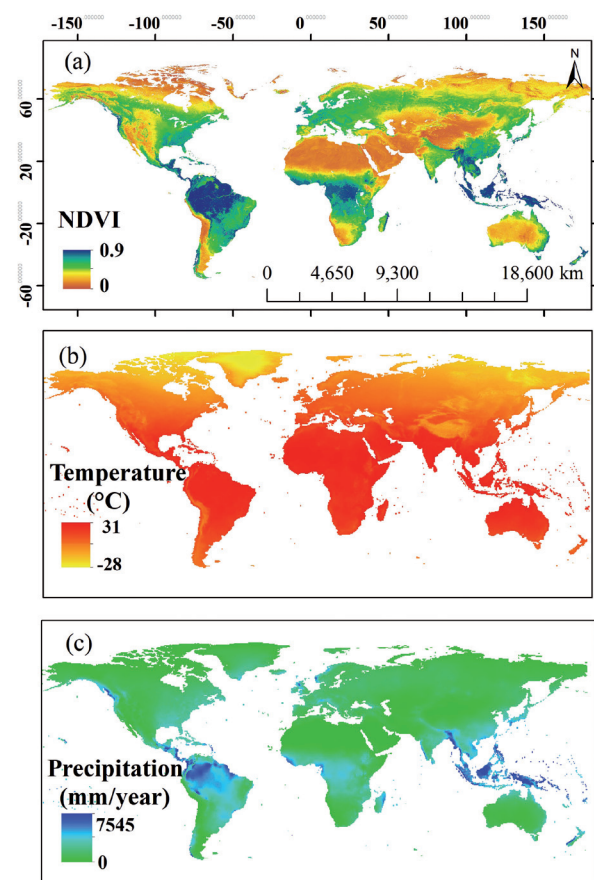 -150 -100 -50 0 50 100 150
(a)
N
60
20
-20
-60
NDVI
0.9
0
0 4,650 9,300 18,600 km
(b)
Temperature
(°C)
31
-28
(c)
Precipitation
(mm/year)
7545
0